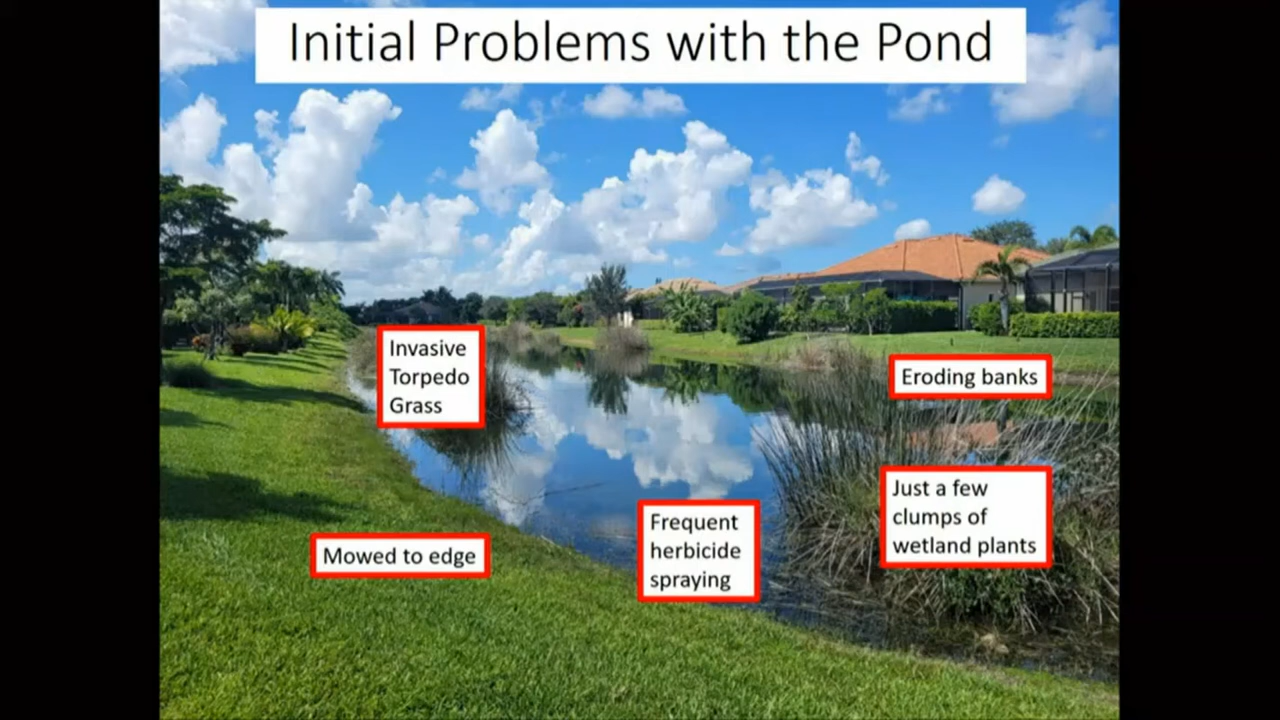 Initial Problems with the Pond
Invasive
Torpedo
Grass
Eroding banks
Just a few
clumps of
wetland plants
Frequent
herbicide
spraying
Mowed to edge